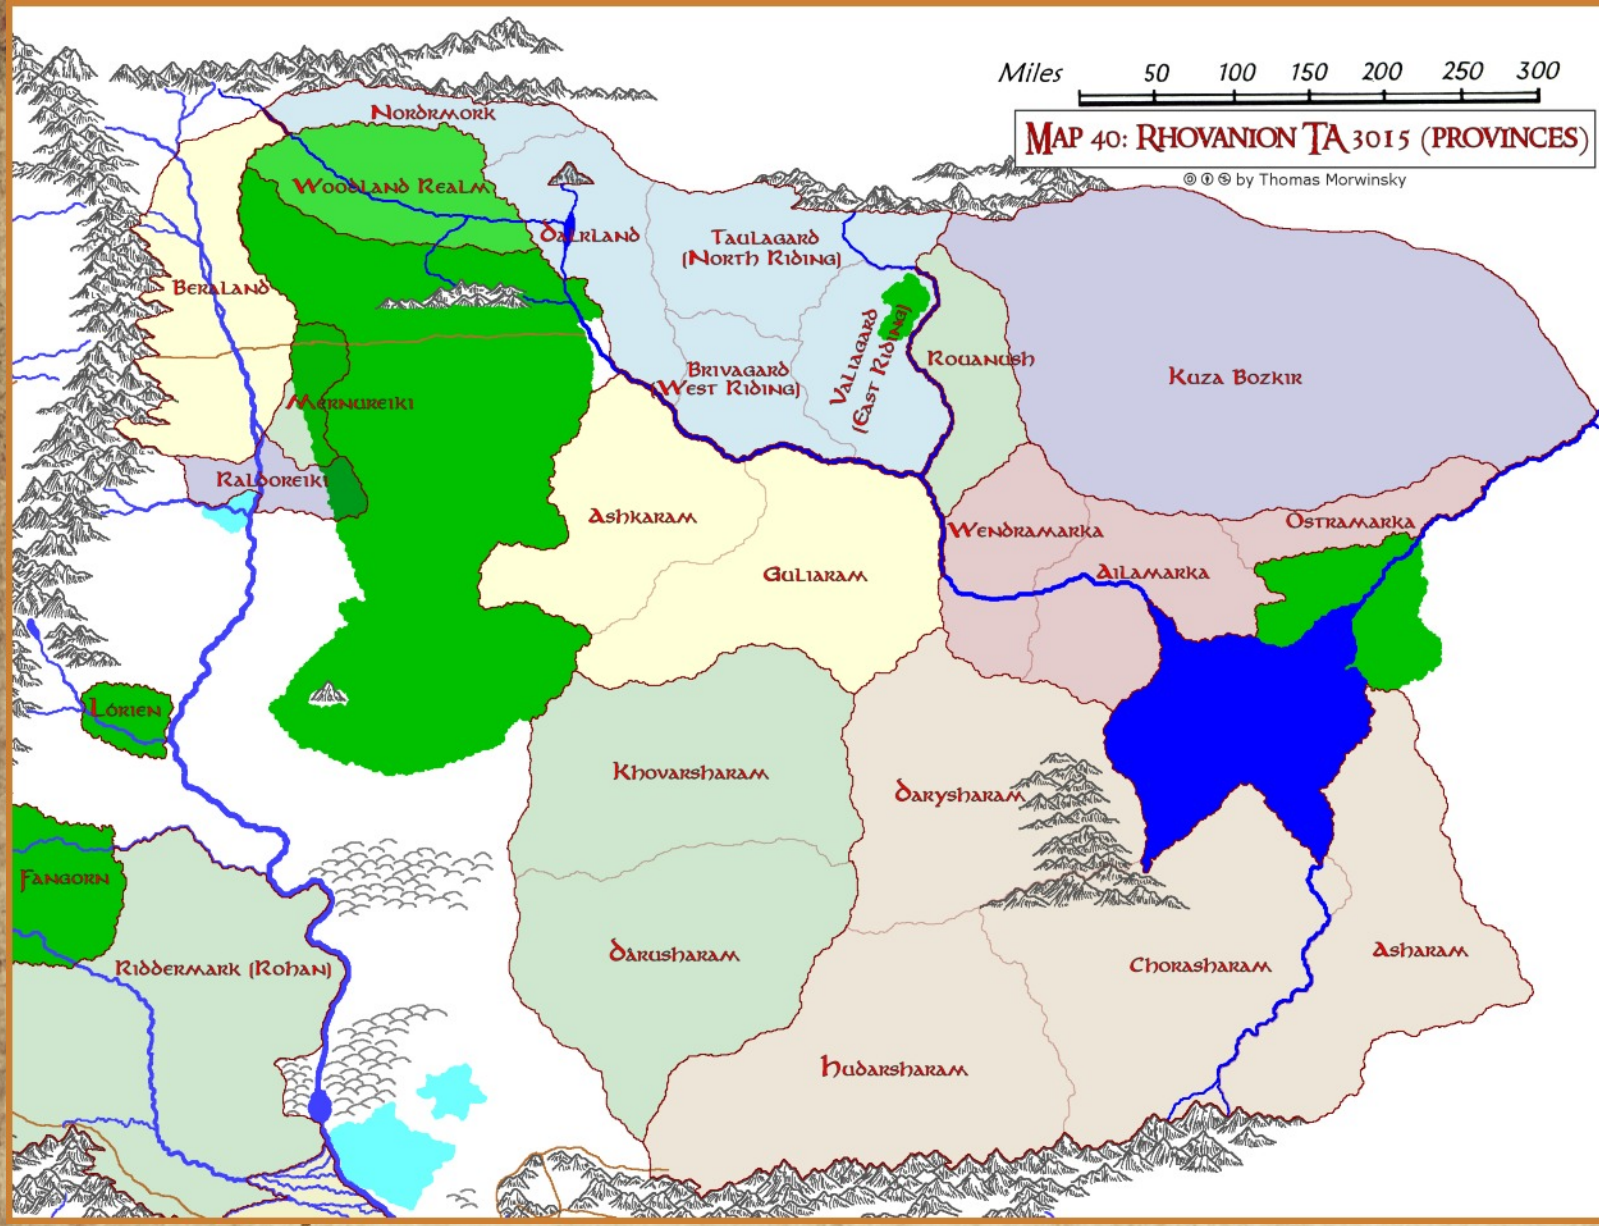 Miles 50 100 150 200 250 300
Map 40: Rhovanion TA 3015 (provinces)
by Thomas Morwinsky
Nordrmork
Woodland Realm
Dalrland
Taulagard
(North Riding)
Beraland
Valiagard
(East Riding)
Rouanush
Brivagard
(West Riding)
Kuza Bozkir
Mernureiki
Raldoreiki
Ashkaram
Wendramarka
Ostramarka
Guliaram
Ailamarka
Lórien
Khovarsharam
Darysharam
Fangorn
Riddermark (Rohan)
Dârusharam
Chorasharam
Asharam
Hudarsharam